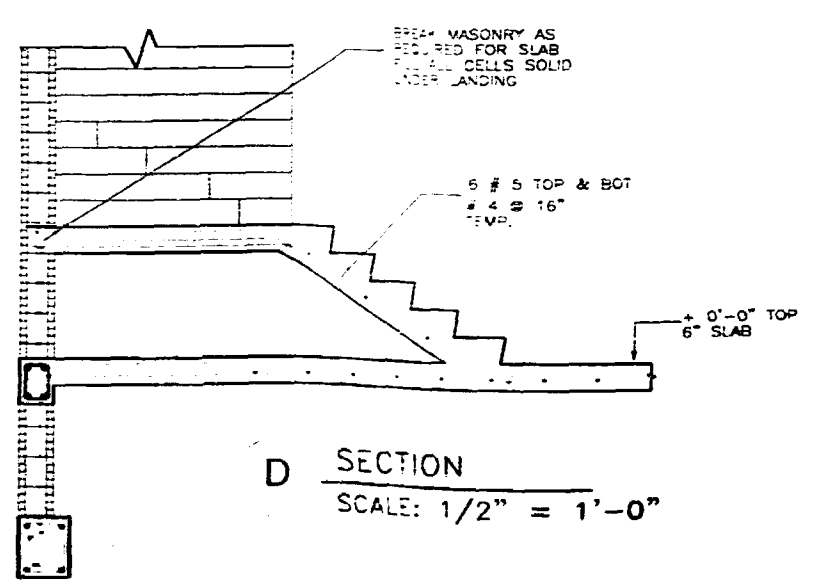 BREAK MASONRY AS
REQUIRED FOR SLAB
FILL ALL CELLS SOLID
UNDER LANDING
6 # 5 TOP & BOT
# 4 @ 16"
TEMP.
+ 0'-0" TOP
6" SLAB
D SECTION
SCALE: 1/2" = 1'-0"